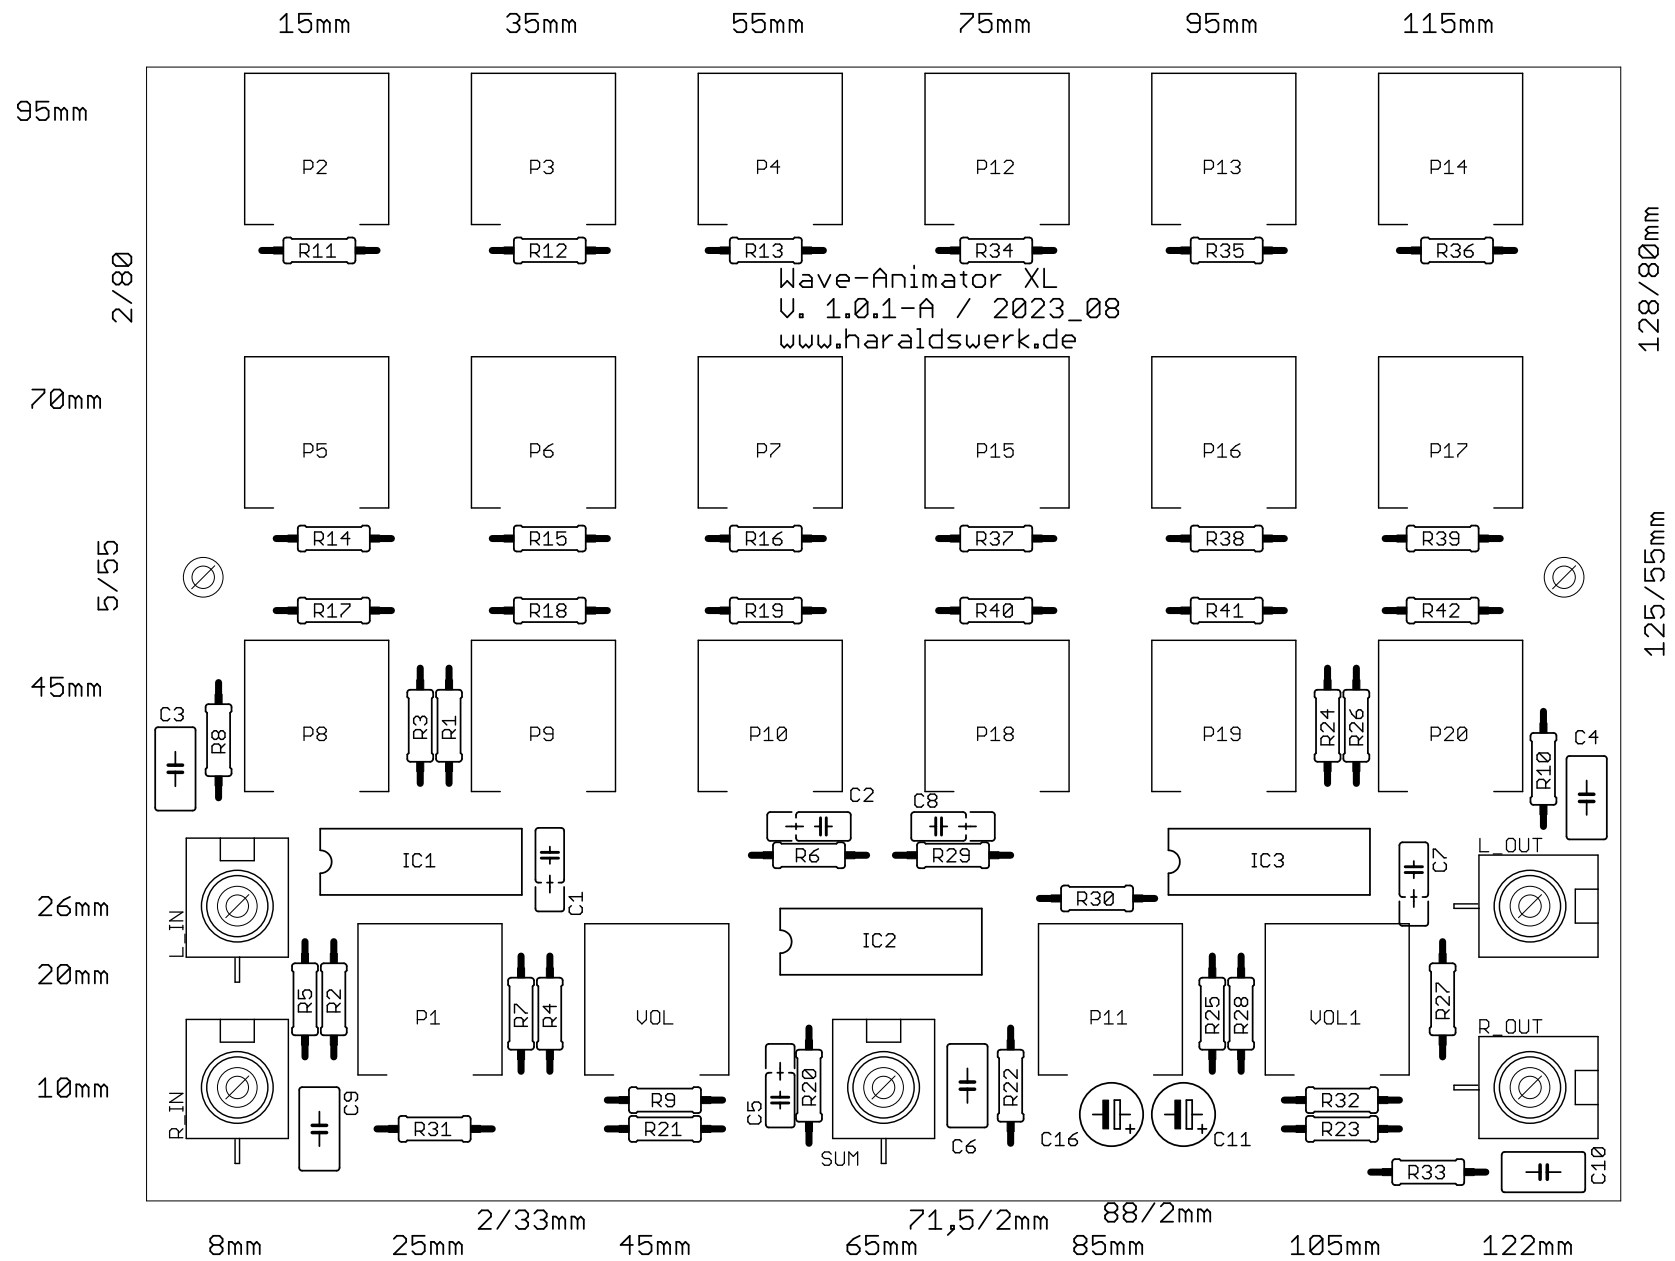 15mm 35mm 55mm 75mm 95mm 115mm
95mm
P2 P3 P4 P12 P13 P14
R11 R12 R13 R34 R35 R36
2/80
128/80mm
Wave-Animator XL
V. 1.0.1-A / 2023_08
www.haraldswerk.de
70mm
P5 P6 P7 P15 P16 P17
R14 R15 R16 R37 R38 R39
5/55
125/55mm
R17 R18 R19 R40 R41 R42
45mm
C3 R8 P8 R3 R1 P9 P10 P18 P19 R24 R26 P20 R10 C4
C2 C8
IC1 R6 R29 IC3 C7 L_OUT
C1 R30
26mm
L_IN IC2
20mm
R5 R2 P1 R7 R4 VOL P11 R25 R28 VOL1 R27 R_OUT
10mm
R_IN C9 R9 C5 R20 R22 R32
R31 R21 C16 C11 R23
SUM C6 R33 C10
2/33mm 71,5/2mm 88/2mm
8mm 25mm 45mm 65mm 85mm 105mm 122mm